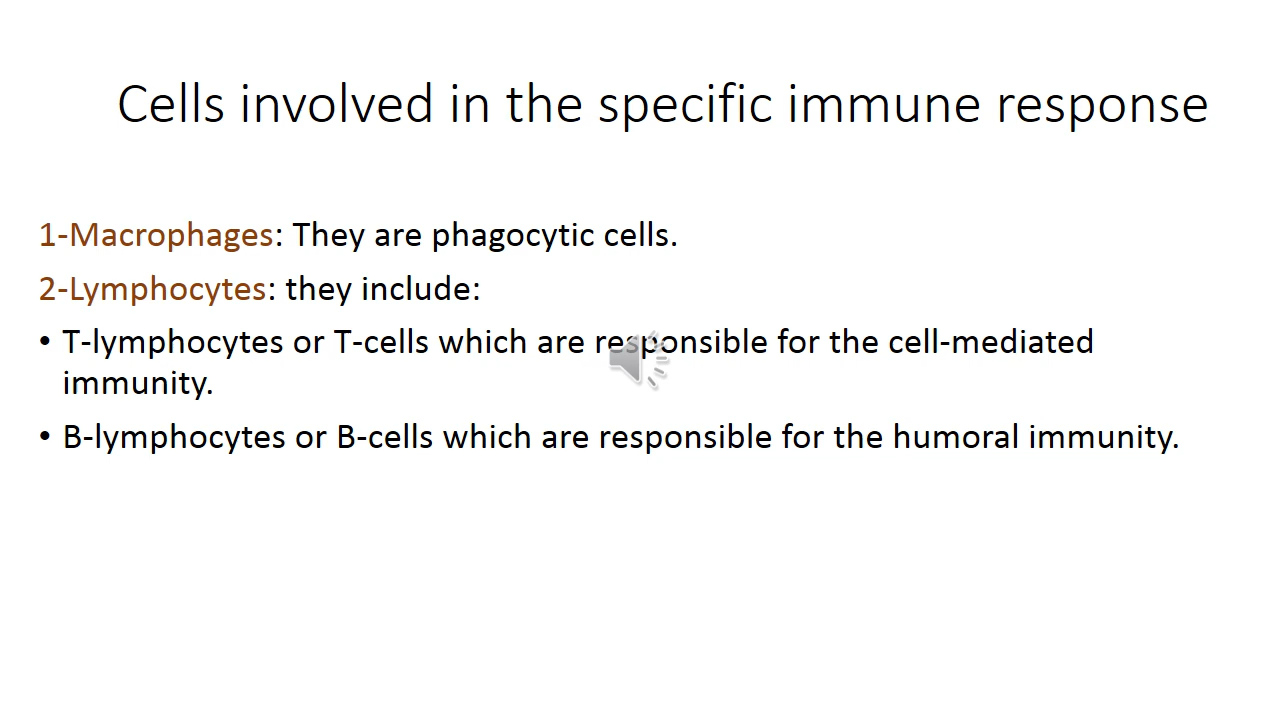 Cells involved in the specific immune response
1-Macrophages: They are phagocytic cells.
2-Lymphocytes: they include:
• T-lymphocytes or T-cells which are responsible for the cell-mediated
immunity.
• B-lymphocytes or B-cells which are responsible for the humoral immunity.